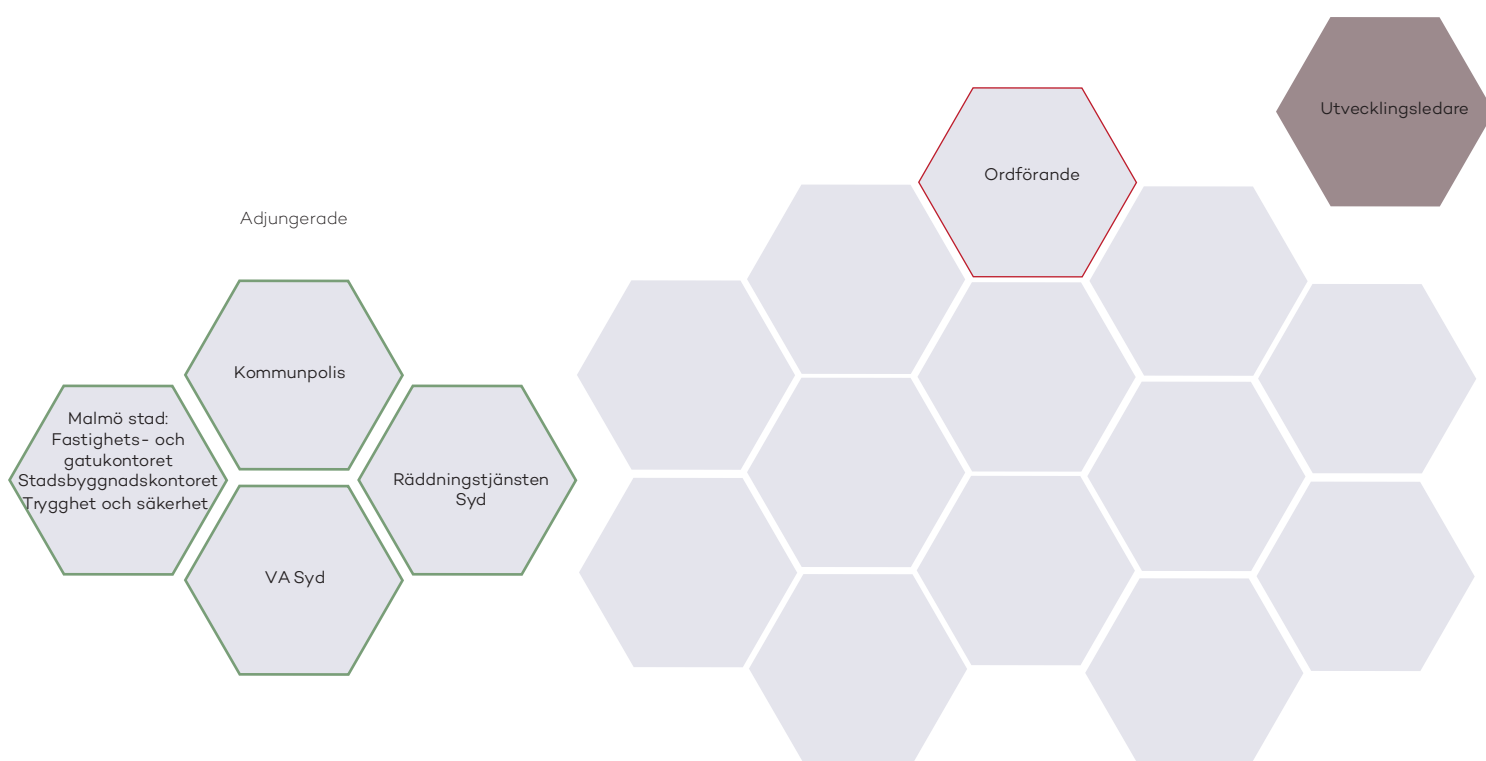 Utvecklingsledare
Ordförande
Adjungerade
Kommunpolis
Malmö stad:
Fastighets- och
gatukontoret
Stadsbyggnadskontoret
Trygghet och säkerhet
Räddningstjänsten
Syd
VA Syd